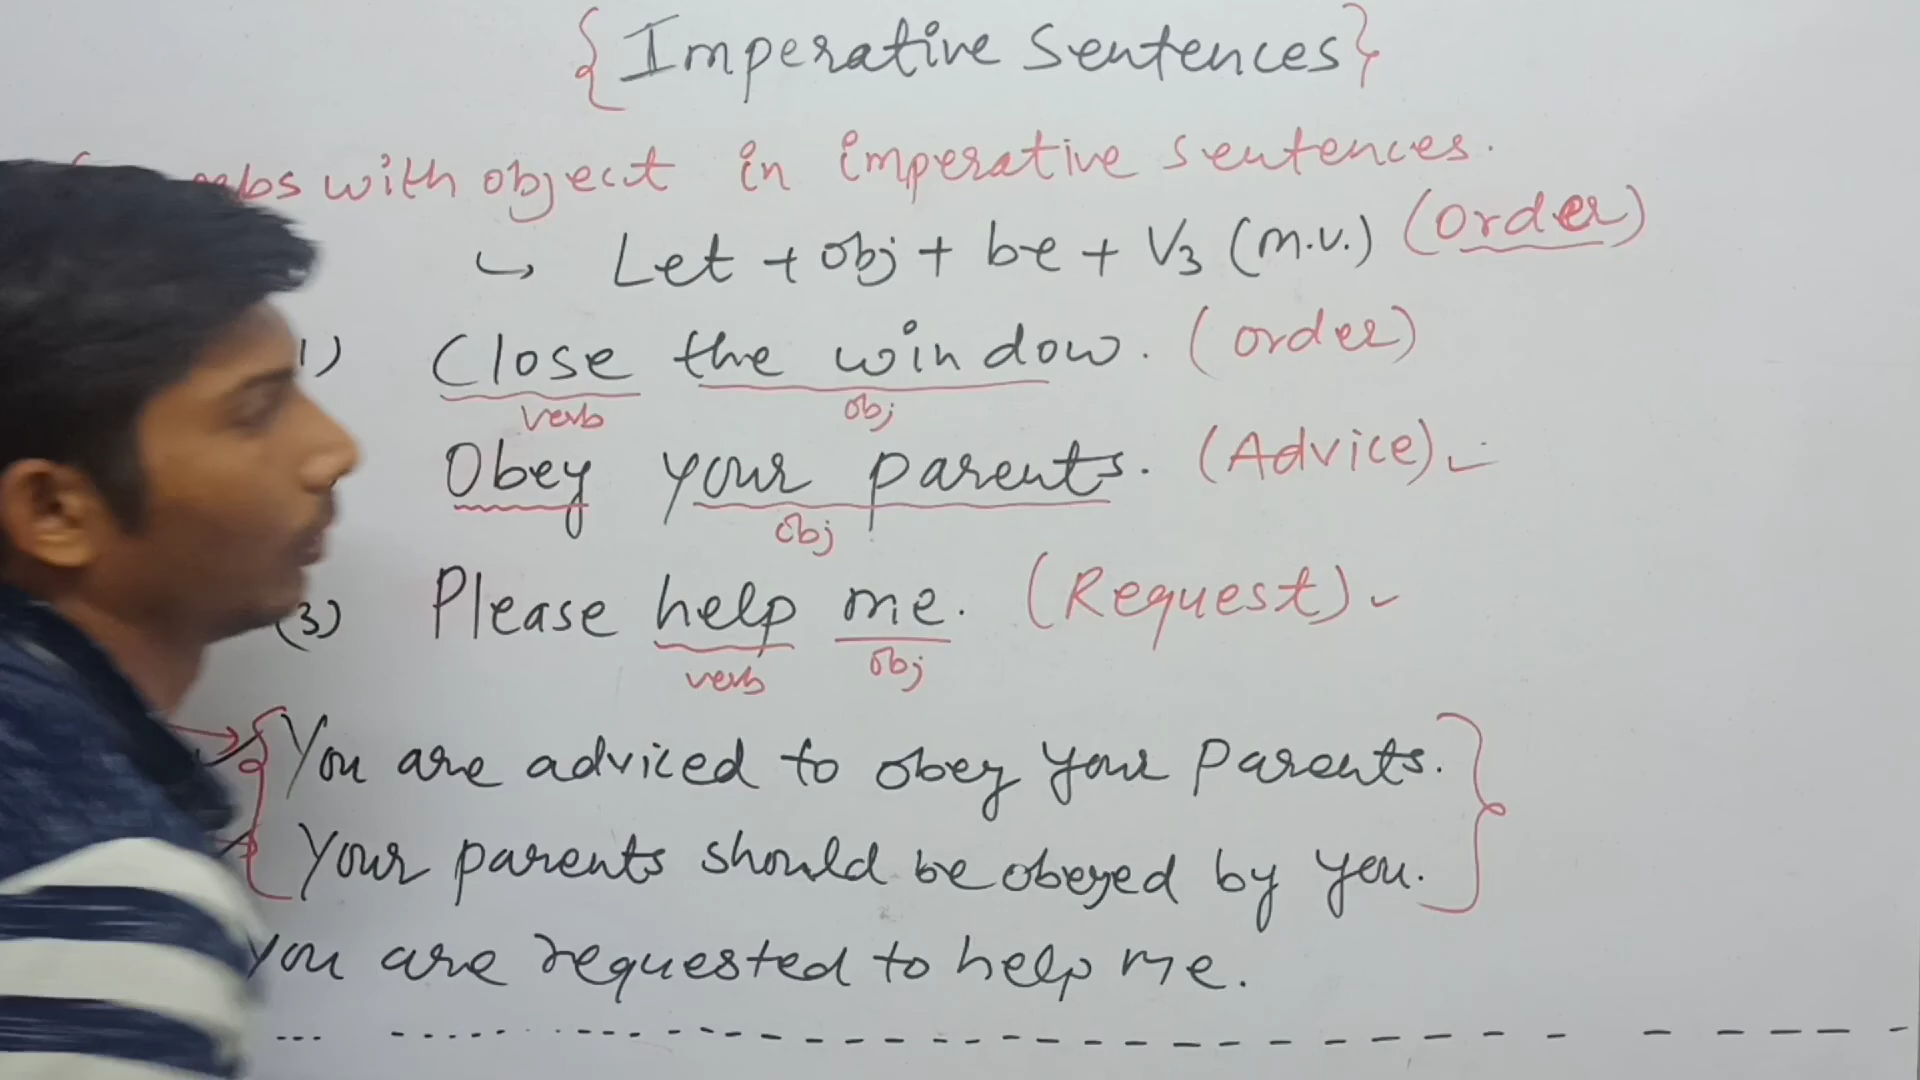 {Imperative Sentences}
with object in imperative sentences.
↳ Let + obj + be + V3 (m.v.) (order)
1) Close the window. (order)
verb obj
Obey your parents. (Advice)
obj
(3) Please help me. (Request)
verb obj
You are adviced to obey your parents.
Your parents should be obeyed by you.
You are requested to help me.